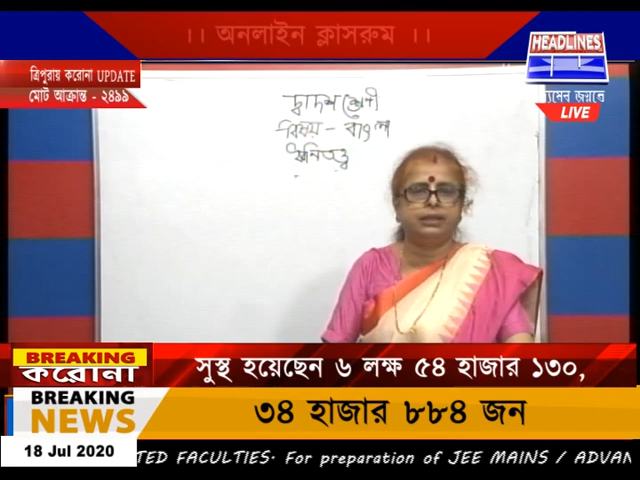 ।। অনলাইন ক্লাসরুম ।।
HEADLINES
ত্রিপুরায় করোনা UPDATE
মোট আক্রান্ত - ২৪৯৯
LIVE
দ্বাদশ শ্রেণী
বিষয় - বাংলা
ধ্বনিতত্ত্ব
BREAKING
করোনা
সুস্থ হয়েছেন ৬ লক্ষ ৫৪ হাজার ১৩০,
BREAKING
NEWS
৩৪ হাজার ৮৮৪ জন
18 Jul 2020
TED FACULTIES. For preparation of JEE MAINS / ADVAN